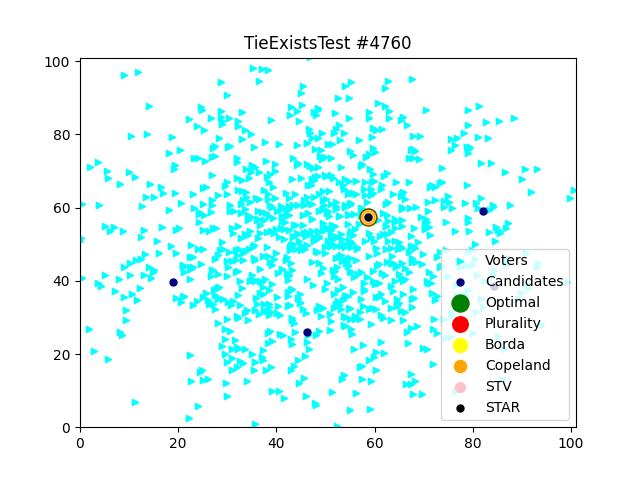 TieExistsTest #4760
100
80
60
40
20
0
0 20 40 60 80 100
Voters
Candidates
Optimal
Plurality
Borda
Copeland
STV
STAR